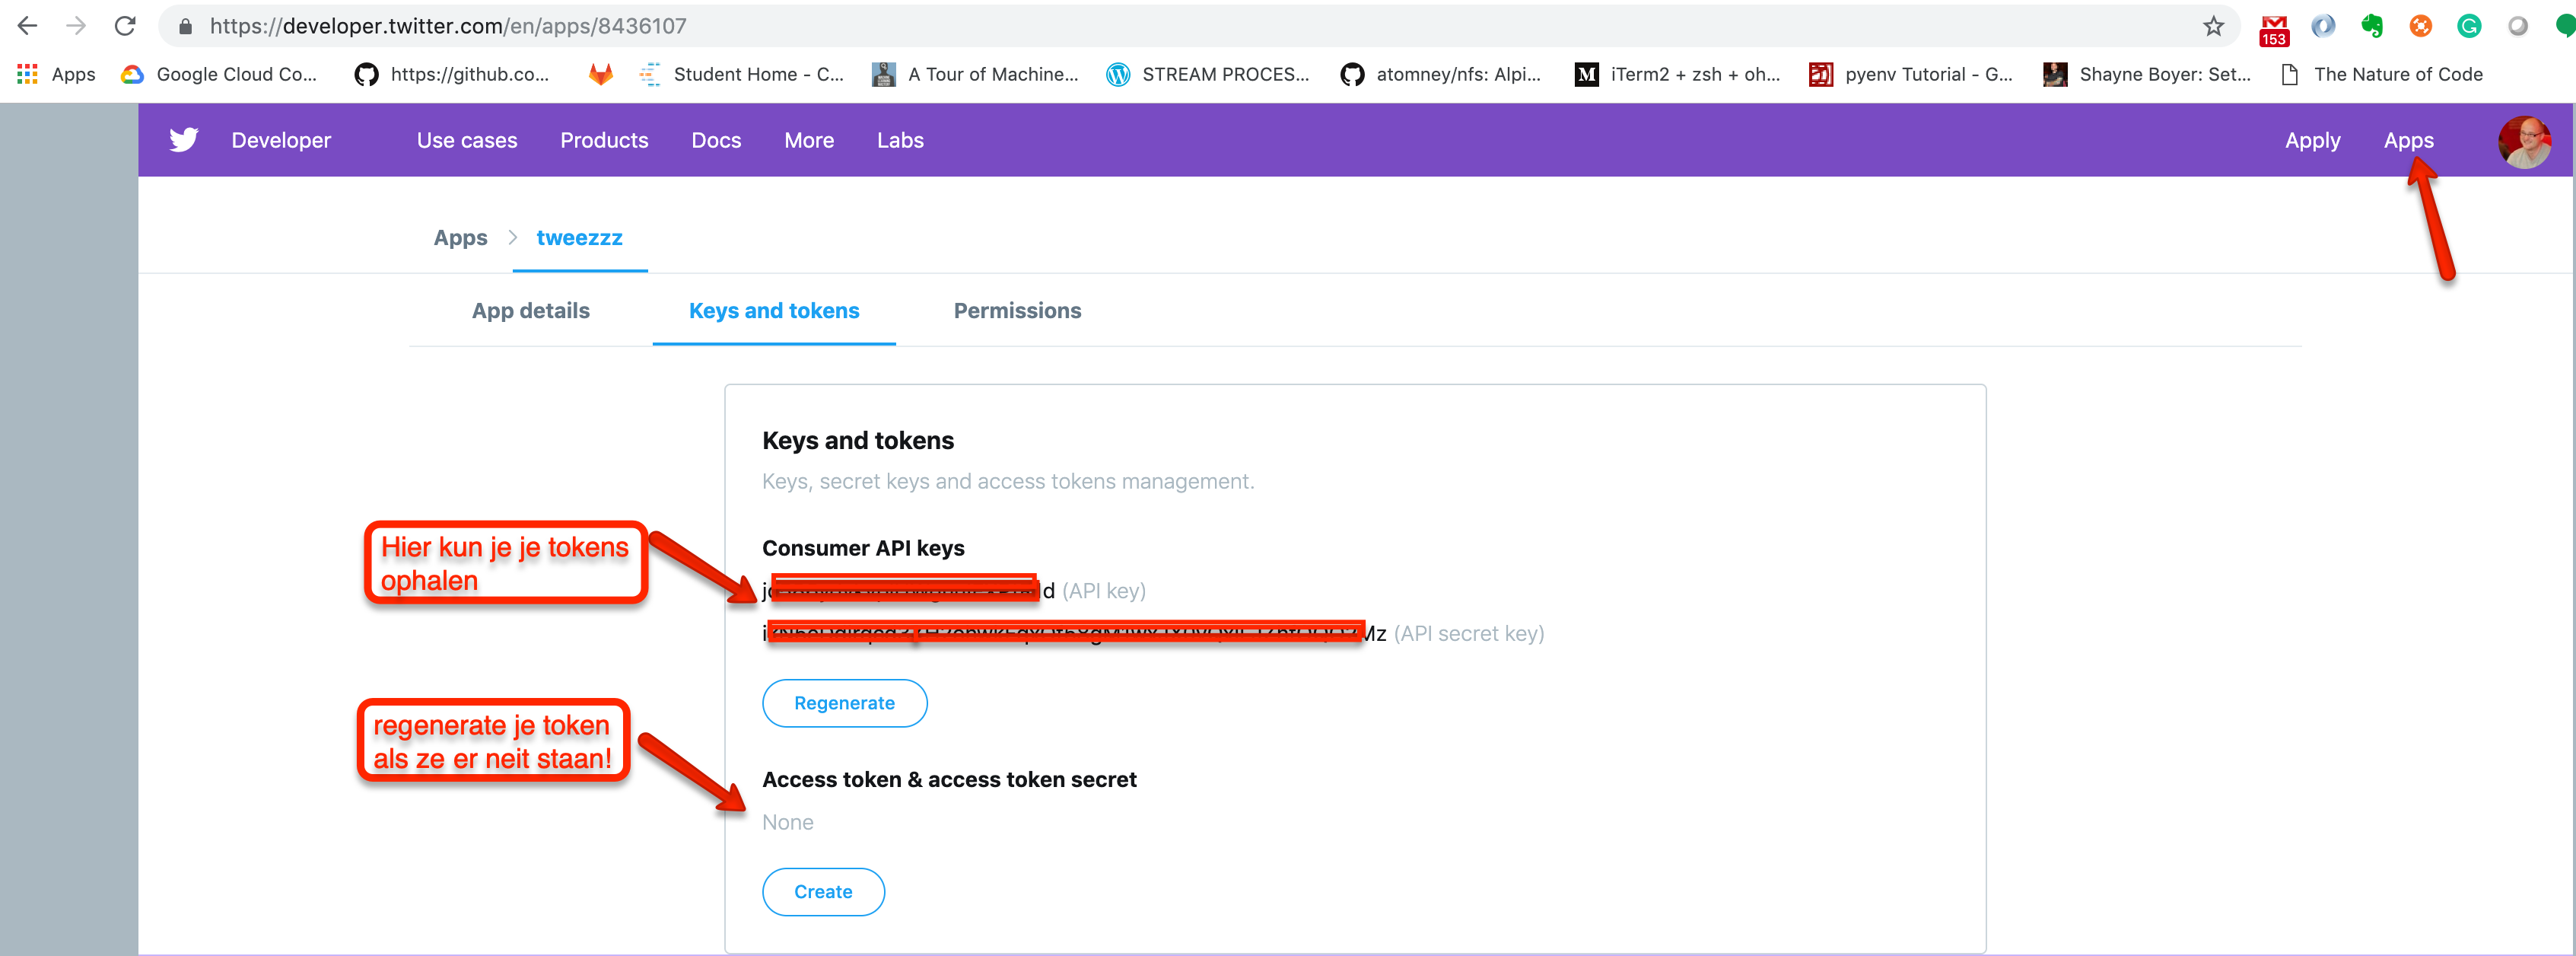 https://developer.twitter.com/en/apps/8436107
153
Apps Google Cloud Co... https://github.co... Student Home - C... A Tour of Machine... STREAM PROCES... atomney/nfs: Alpi... iTerm2 + zsh + oh... pyenv Tutorial - G... Shayne Boyer: Set... The Nature of Code
Developer Use cases Products Docs More Labs Apply Apps
Apps > tweezzz
App details Keys and tokens Permissions
Keys and tokens
Keys, secret keys and access tokens management.
Hier kun je je tokens
ophalen
Consumer API keys
(API key)
(API secret key)
Regenerate
regenerate je token
als ze er neit staan!
Access token & access token secret
None
Create